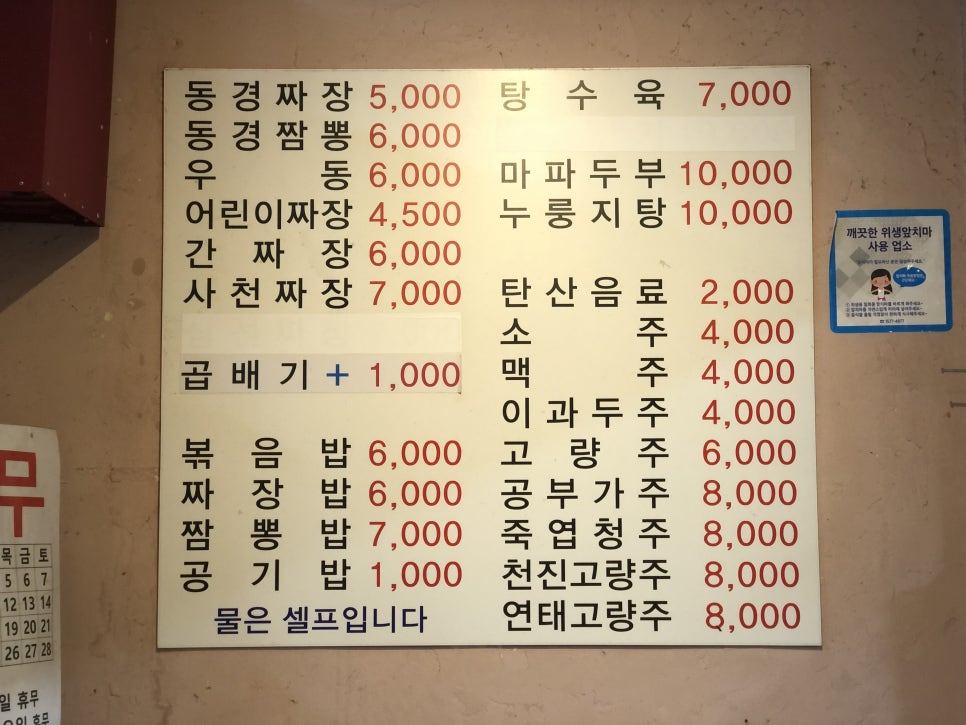 동경짜장 5,000
동경짬뽕 6,000
우동 6,000
어린이짜장 4,500
간짜장 6,000
사천짜장 7,000
곱배기 + 1,000
볶음밥 6,000
짜장밥 6,000
짬뽕밥 7,000
공기밥 1,000
물은 셀프입니다
탕수육 7,000
마파두부 10,000
누룽지탕 10,000
탄산음료 2,000
소주 4,000
맥주 4,000
이과두주 4,000
고량주 6,000
공부가주 8,000
죽엽청주 8,000
천진고량주 8,000
연태고량주 8,000
깨끗한 위생앞치마
사용 업소
☎ 1577-4877
무
목 금 토
5 6 7
12 13 14
19 20 21
26 27 28
일 휴무
휴무